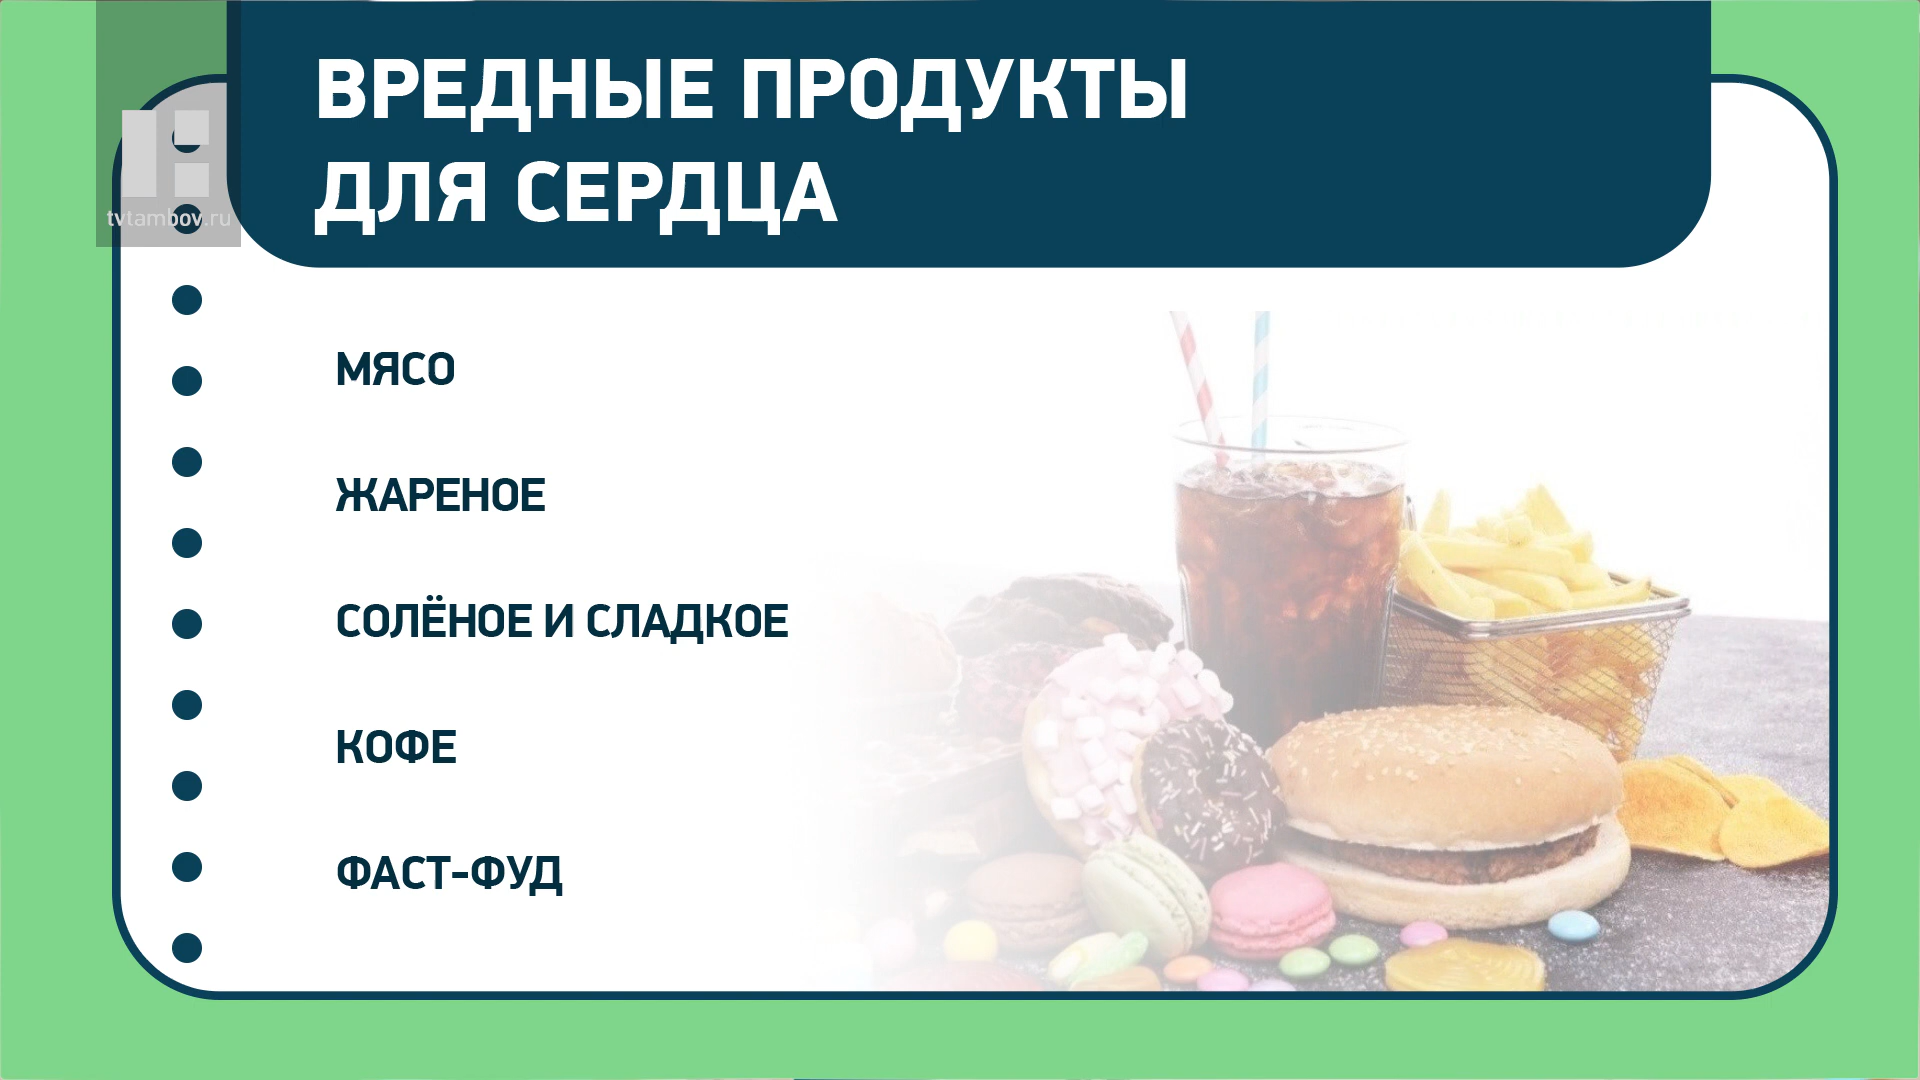 ВРЕДНЫЕ ПРОДУКТЫ
ДЛЯ СЕРДЦА
tvtambov.ru
МЯСО
ЖАРЕНОЕ
СОЛЁНОЕ И СЛАДКОЕ
КОФЕ
ФАСТ-ФУД